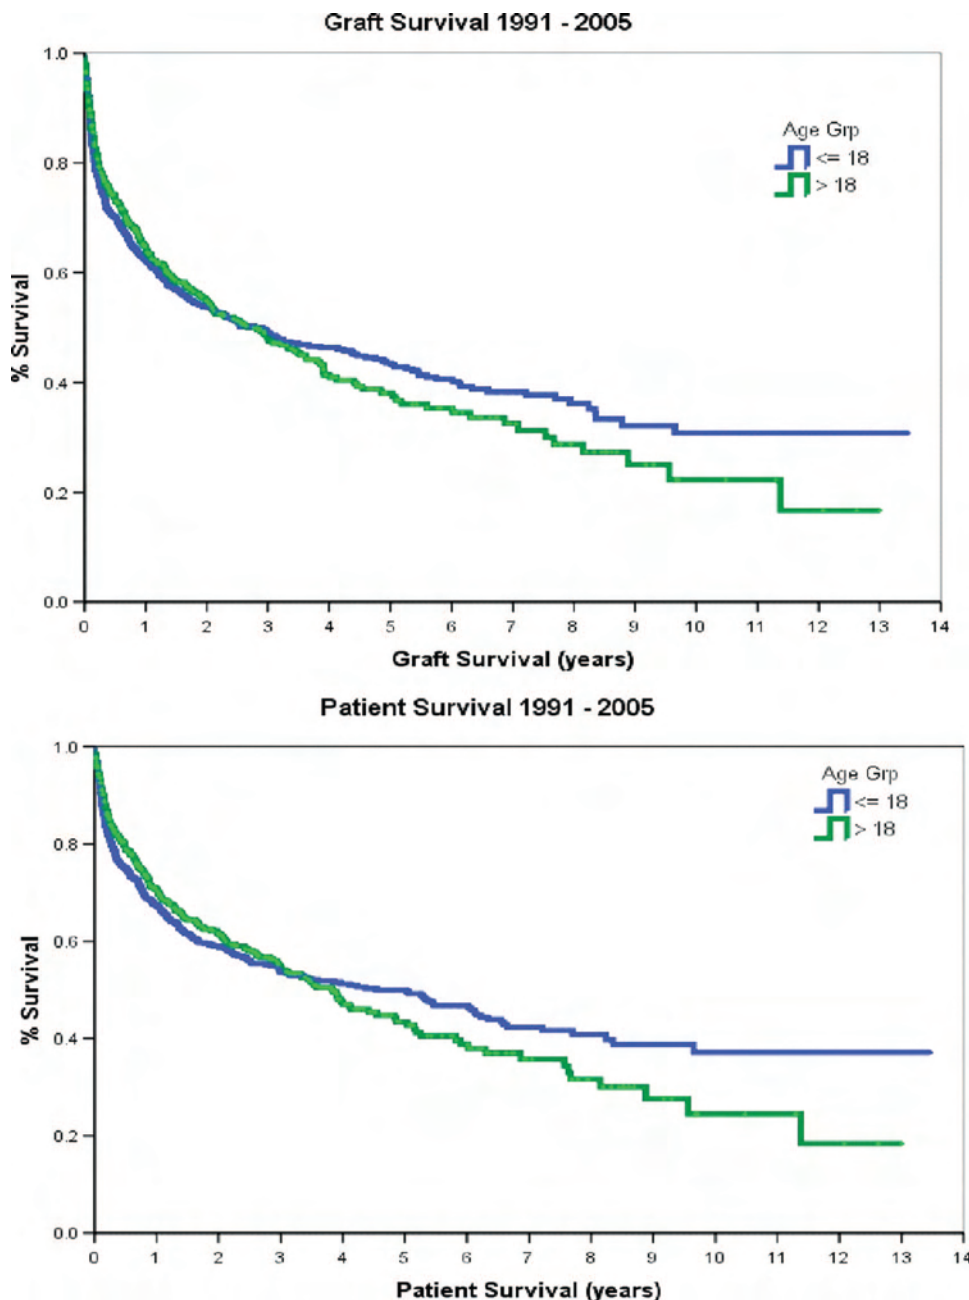 Graft Survival 1991 - 2005
1.0
Age Grp
<= 18
> 18
0.8
0.6
% Survival
0.4
0.2
0.0
0 1 2 3 4 5 6 7 8 9 10 11 12 13 14
Graft Survival (years)
Patient Survival 1991 - 2005
1.0
Age Grp
<= 18
> 18
0.8
0.6
% Survival
0.4
0.2
0.0
0 1 2 3 4 5 6 7 8 9 10 11 12 13 14
Patient Survival (years)